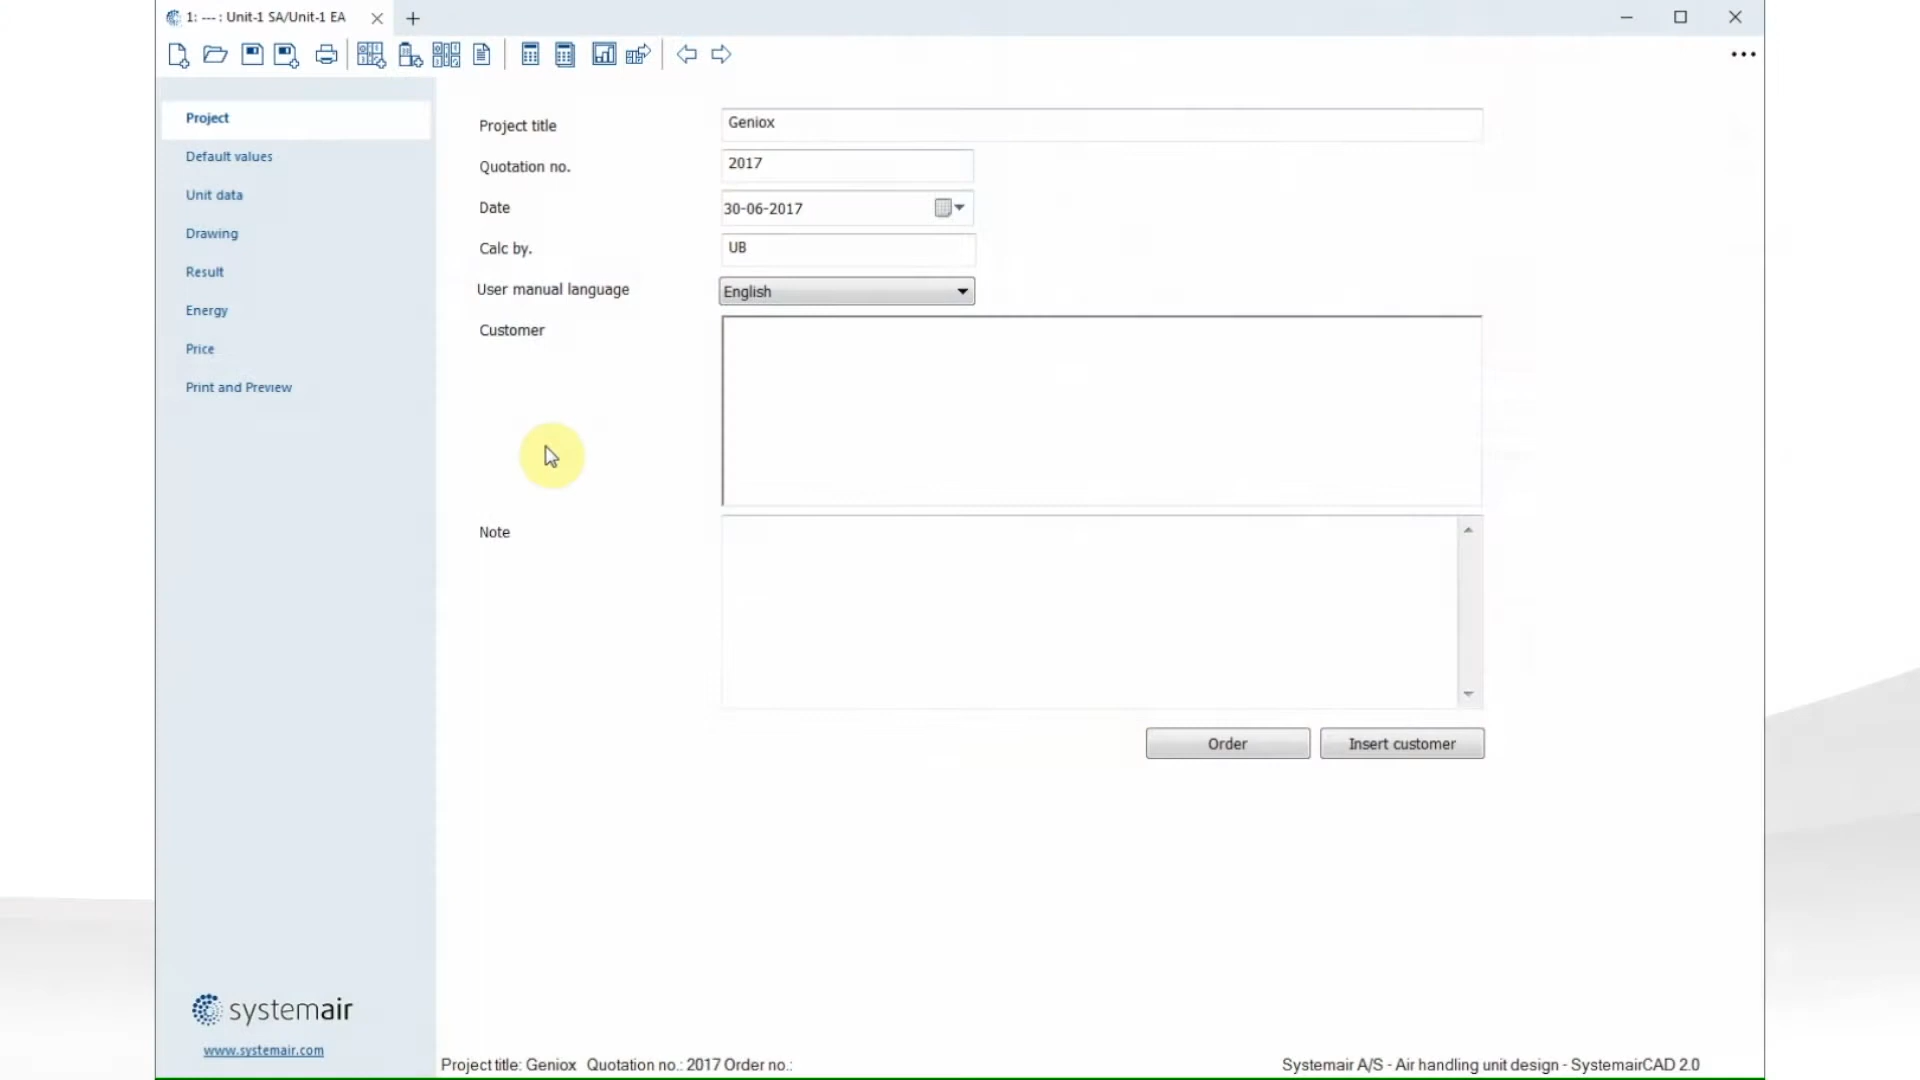 1: --- : Unit-1 SA/Unit-1 EA
Project
Default values
Unit data
Drawing
Result
Energy
Price
Print and Preview
Project title
Geniox
Quotation no.
2017
Date
30-06-2017
Calc by.
UB
User manual language
English
Customer
Note
Order
Insert customer
systemair
www.systemair.com
Project title: Geniox Quotation no.: 2017 Order no.:
Systemair A/S - Air handling unit design - SystemairCAD 2.0